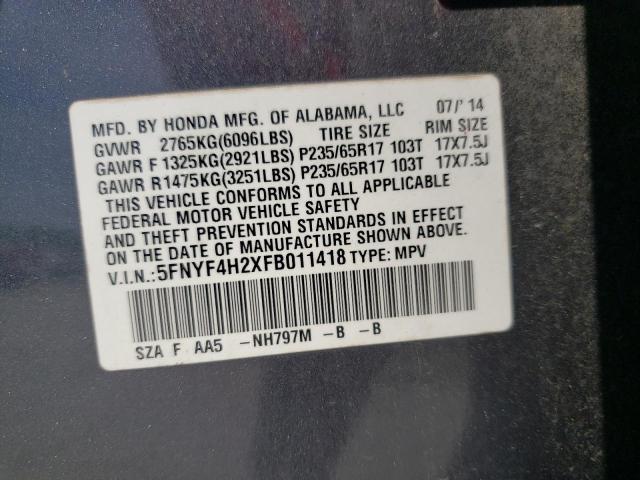 MFD. BY HONDA MFG. OF ALABAMA, LLC 07/'14
GVWR 2765KG(6096LBS) TIRE SIZE RIM SIZE
GAWR F1325KG(2921LBS)P235/65R17 103T 17X7.5J
GAWR R1475KG(3251LBS)P235/65R17 103T 17X7.5J
THIS VEHICLE CONFORMS TO ALL APPLICABLE
FEDERAL MOTOR VEHICLE SAFETY
AND THEFT PREVENTION STANDARDS IN EFFECT
ON THE DATE OF MANUFACTURE SHOWN ABOVE.
V.I.N.:5FNYF4H2XFB011418 TYPE: MPV
SZA F AA5 -NH797M -B -B